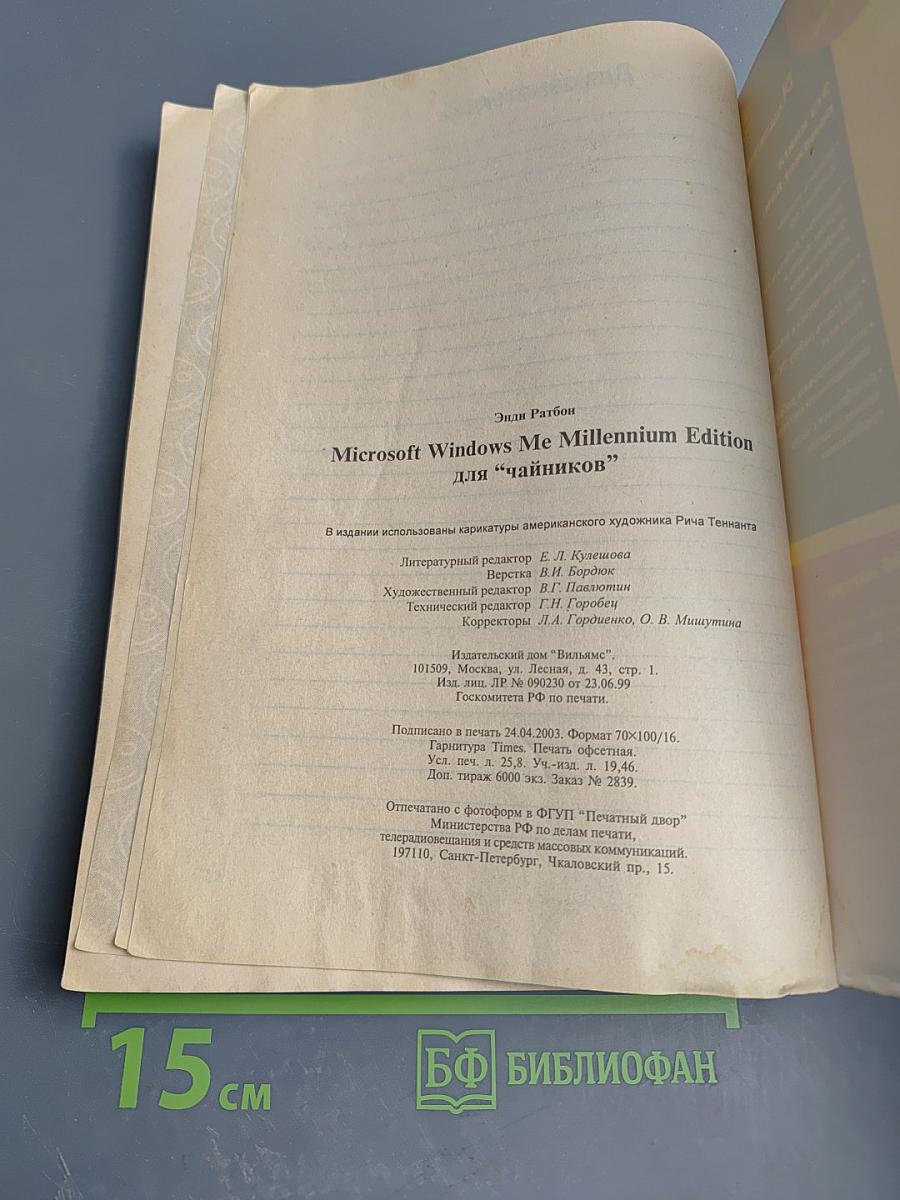 Энди Ратбон
Microsoft Windows Me Millennium Edition
для “чайников”
В издании использованы карикатуры американского художника Рича Теннанта
Литературный редактор Е. Л. Кулешова
Верстка В.И. Бордюк
Художественный редактор В.Г. Павлютин
Технический редактор Г.Н. Горобец
Корректоры Л.А. Гордиенко, О. В. Мишутина
Издательский дом “Вильямс”.
101509, Москва, ул. Лесная, д. 43, стр. 1.
Изд. лиц. ЛР № 090230 от 23.06.99
Госкомитета РФ по печати.
Подписано в печать 24.04.2003. Формат 70×100/16.
Гарнитура Times. Печать офсетная.
Усл. печ. л. 25,8. Уч.-изд. л. 19,46.
Доп. тираж 6000 экз. Заказ № 2839.
Отпечатано с фотоформ в ФГУП “Печатный двор”
Министерства РФ по делам печати,
телерадиовещания и средств массовых коммуникаций.
197110, Санкт-Петербург, Чкаловский пр., 15.
15 см
БФ БИБЛИОФАН